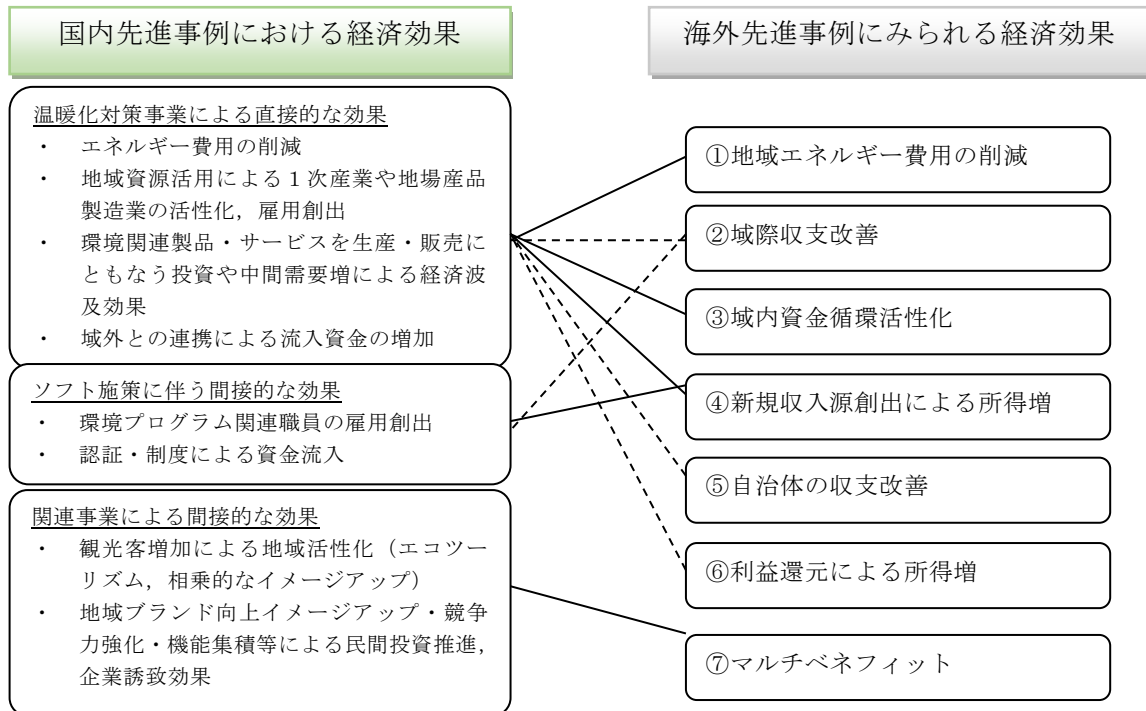 国内先進事例における経済効果
海外先進事例にみられる経済効果
温暖化対策事業による直接的な効果
・ エネルギー費用の削減
・ 地域資源活用による1次産業や地場産品
製造業の活性化，雇用創出
・ 環境関連製品・サービスを生産・販売に
ともなう投資や中間需要増による経済波
及効果
・ 域外との連携による流入資金の増加
ソフト施策に伴う間接的な効果
・ 環境プログラム関連職員の雇用創出
・ 認証・制度による資金流入
関連事業による間接的な効果
・ 観光客増加による地域活性化（エコツー
リズム，相乗的なイメージアップ）
・ 地域ブランド向上イメージアップ・競争
力強化・機能集積等による民間投資推進，
企業誘致効果
①地域エネルギー費用の削減
②域際収支改善
③域内資金循環活性化
④新規収入源創出による所得増
⑤自治体の収支改善
⑥利益還元による所得増
⑦マルチベネフィット